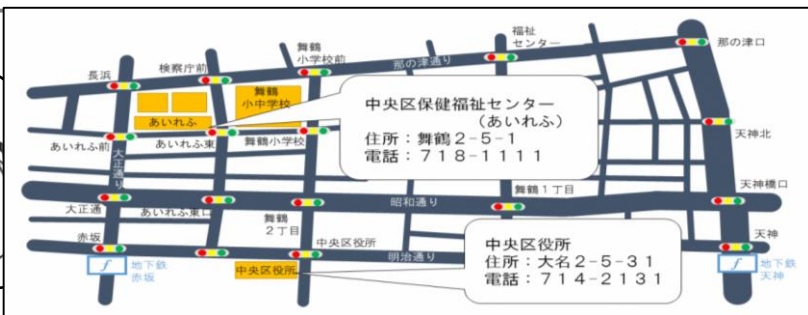 福祉
センター
舞鶴
小学校前
那の津通り
那の津口
検察庁前
長浜
舞鶴
小中学校
あいれふ
中央区保健福祉センター
（あいれふ）
住所：舞鶴2-5-1
電話：718-1111
天神北
あいれふ前
あいれふ東
舞鶴小学校
大正通り
大正通
あいれふ東口
舞鶴
2丁目
昭和通り
舞鶴1丁目
天神橋口
赤坂
中央区役所
明治通り
天神
f
地下鉄
赤坂
中央区役所
中央区役所
住所：大名2-5-31
電話：714-2131
f
地下鉄
天神